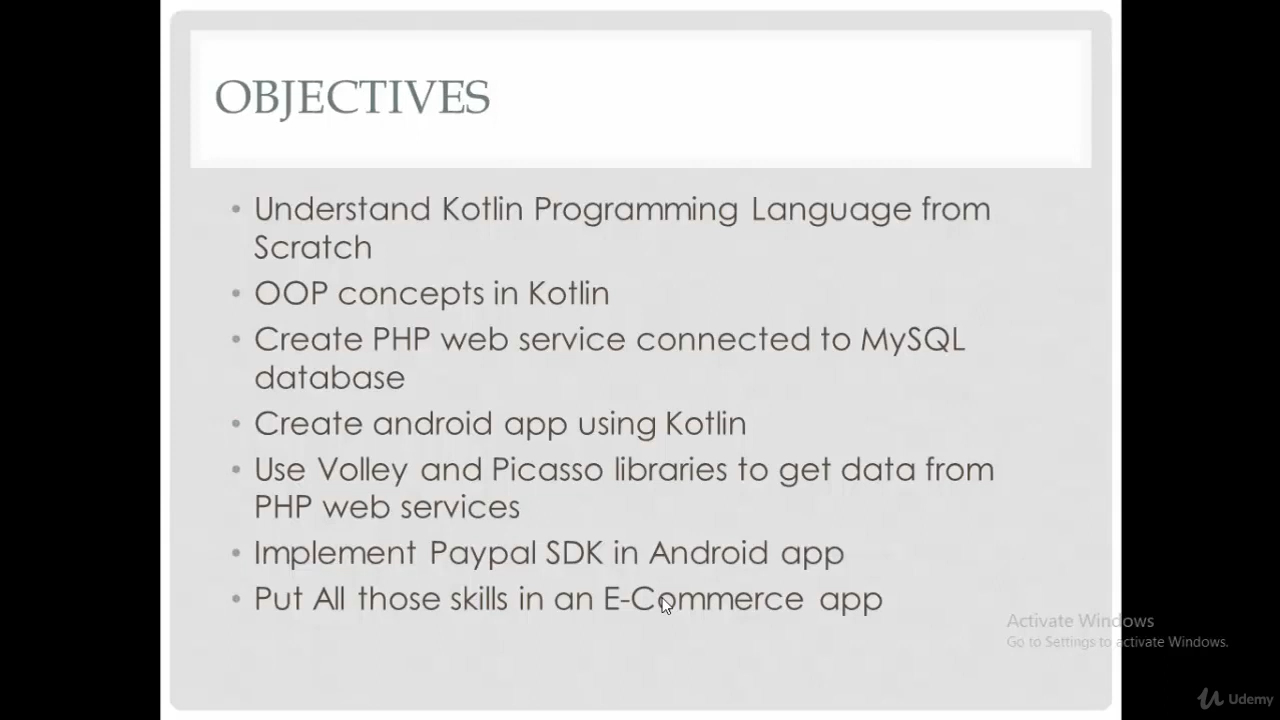 OBJECTIVES
• Understand Kotlin Programming Language from
Scratch
• OOP concepts in Kotlin
• Create PHP web service connected to MySQL
database
• Create android app using Kotlin
• Use Volley and Picasso libraries to get data from
PHP web services
• Implement Paypal SDK in Android app
• Put All those skills in an E-Commerce app
Activate Windows
Go to Settings to activate Windows.
Udemy